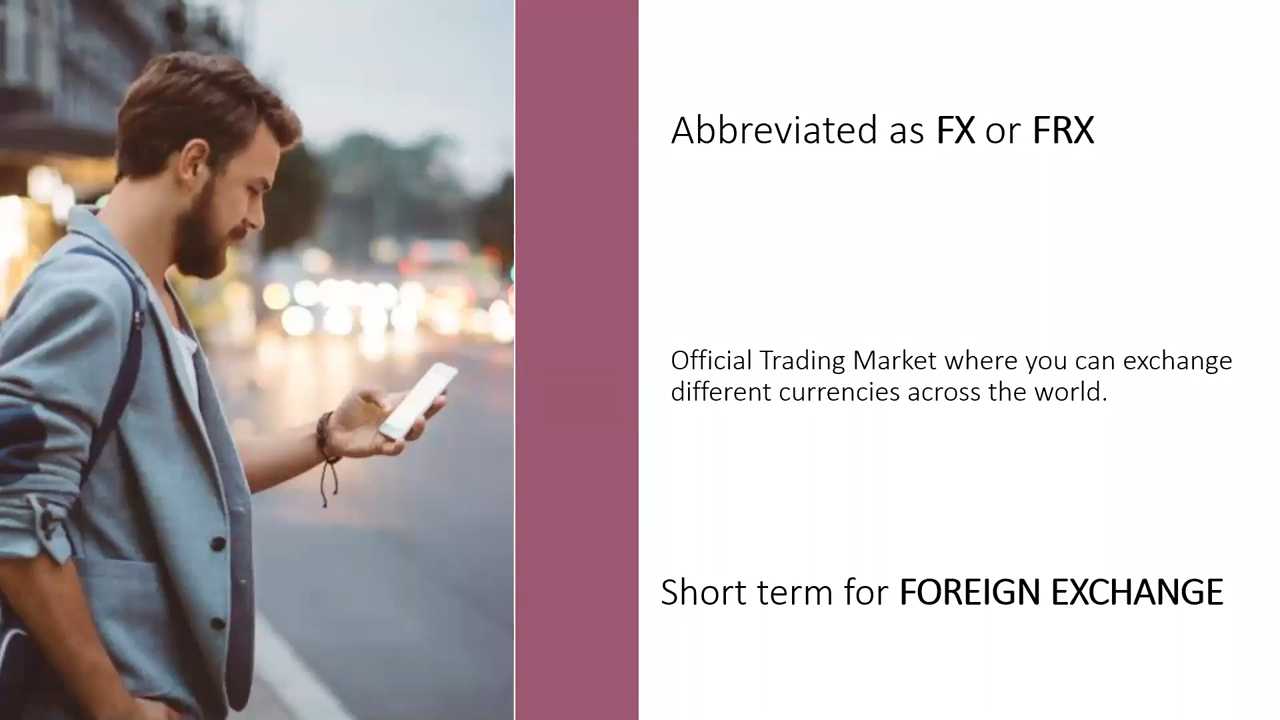 Abbreviated as FX or FRX
Official Trading Market where you can exchange
different currencies across the world.
Short term for FOREIGN EXCHANGE